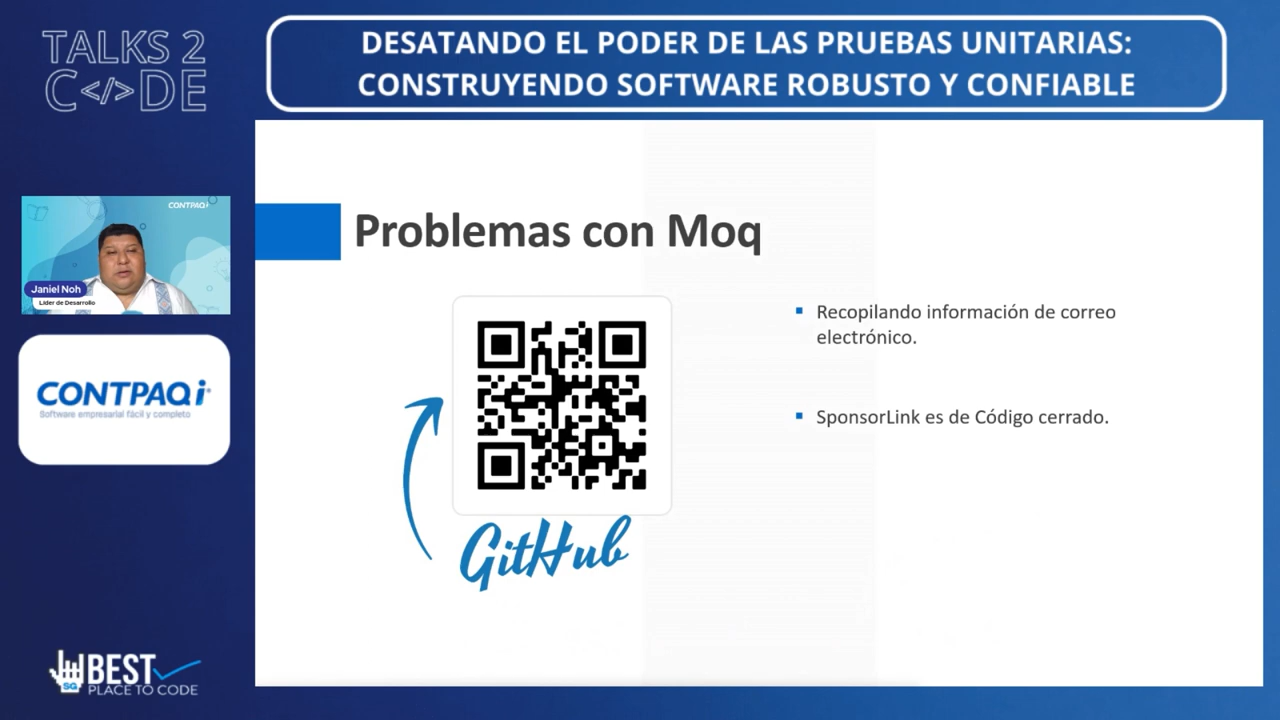 TALKS 2
C</>DE
DESATANDO EL PODER DE LAS PRUEBAS UNITARIAS:
CONSTRUYENDO SOFTWARE ROBUSTO Y CONFIABLE
CONTPAQi
Janiel Noh
Líder de Desarrollo
CONTPAQi®
Software empresarial fácil y completo
SG
BEST
PLACE TO CODE
Problemas con Moq
GitHub
Recopilando información de correo
electrónico.
SponsorLink es de Código cerrado.